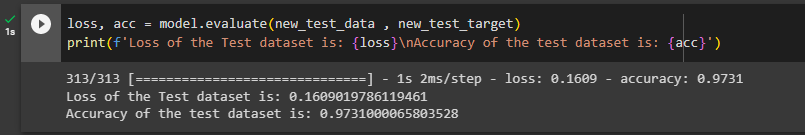 loss, acc = model.evaluate(new_test_data , new_test_target)
1s
print(f'Loss of the Test dataset is: {loss}\nAccuracy of the test dataset is: {acc}')
313/313 [==============================] - 1s 2ms/step - loss: 0.1609 - accuracy: 0.9731
Loss of the Test dataset is: 0.1609019786119461
Accuracy of the test dataset is: 0.9731000065803528